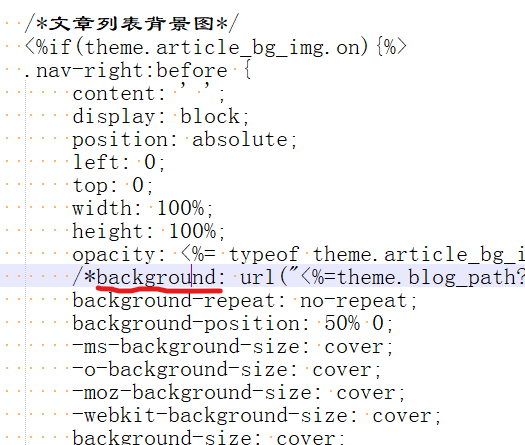 /*文章列表背景图*/
<%if(theme.article_bg_img.on){%>
.nav-right:before {
content: ' ';
display: block;
position: absolute;
left: 0;
top: 0;
width: 100%;
height: 100%;
opacity: <%= typeof theme.article_bg_i
/*background: url("<%=theme.blog_path?
background-repeat: no-repeat;
background-position: 50% 0;
-ms-background-size: cover;
-o-background-size: cover;
-moz-background-size: cover;
-webkit-background-size: cover;
background-size: cover;